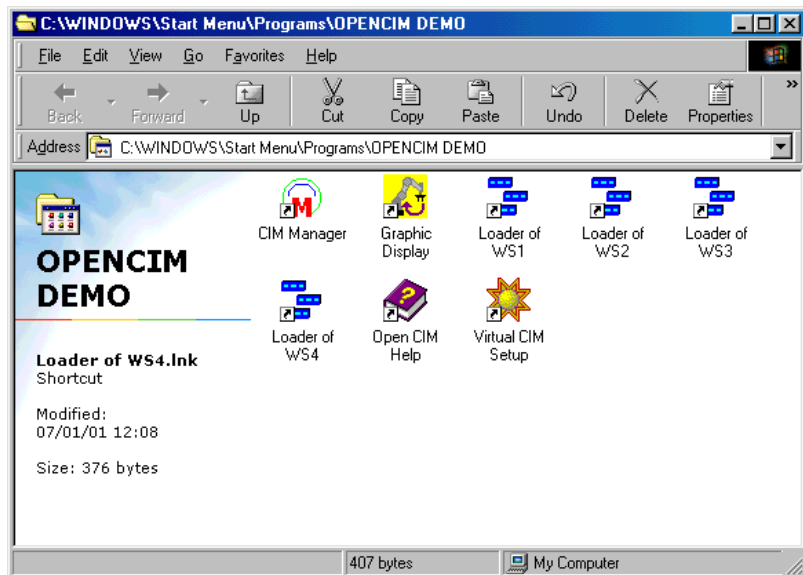 C:\WINDOWS\Start Menu\Programs\OPENCIM DEMO
File Edit View Go Favorites Help
Back Forward Up Cut Copy Paste Undo Delete Properties »
Address C:\WINDOWS\Start Menu\Programs\OPENCIM DEMO
OPENCIM
DEMO
Loader of WS4.lnk
Shortcut
Modified:
07/01/01 12:08
Size: 376 bytes
M
CIM Manager
Graphic
Display
Loader of
WS1
Loader of
WS2
Loader of
WS3
Loader of
WS4
Open CIM
Help
Virtual CIM
Setup
407 bytes My Computer